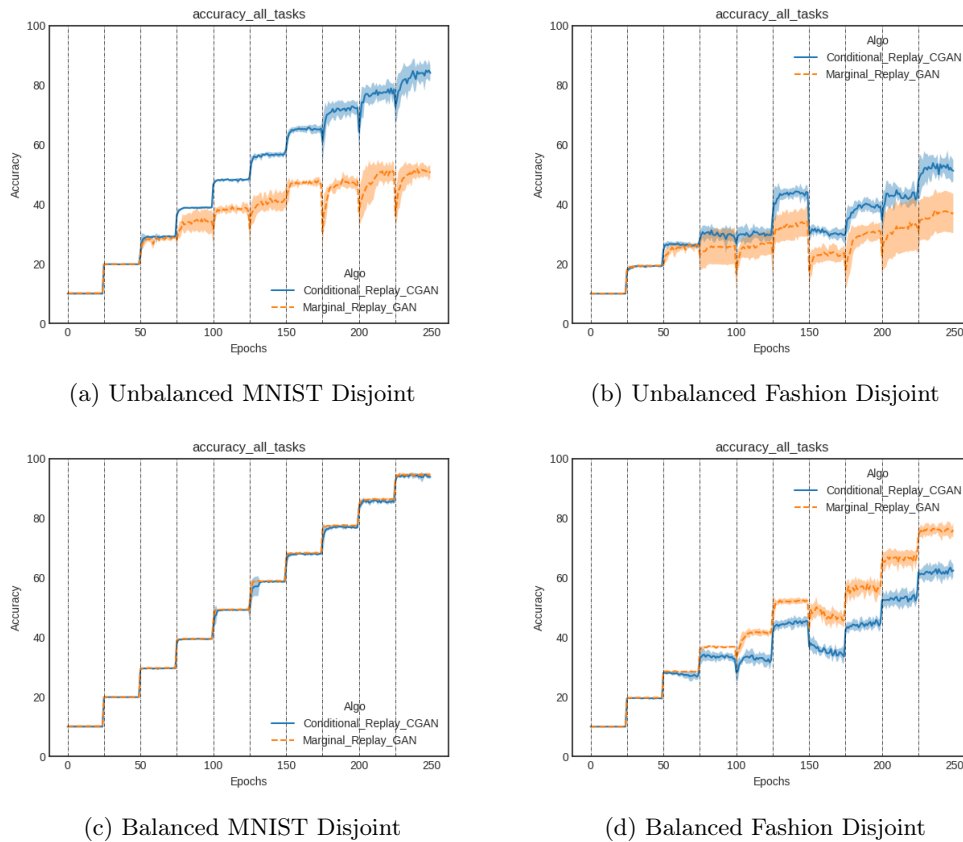 accuracy_all_tasks
100
80
60
40
20
0
Accuracy
0 50 100 150 200 250
Epochs
Algo
Conditional_Replay_CGAN
Marginal_Replay_GAN
(a) Unbalanced MNIST Disjoint
accuracy_all_tasks
100
80
60
40
20
0
Accuracy
Algo
Conditional_Replay_CGAN
Marginal_Replay_GAN
0 50 100 150 200 250
Epochs
(b) Unbalanced Fashion Disjoint
accuracy_all_tasks
100
80
60
40
20
0
Accuracy
Algo
Conditional_Replay_CGAN
Marginal_Replay_GAN
0 50 100 150 200 250
Epochs
(c) Balanced MNIST Disjoint
accuracy_all_tasks
100
80
60
40
20
0
Accuracy
Algo
Conditional_Replay_CGAN
Marginal_Replay_GAN
0 50 100 150 200 250
Epochs
(d) Balanced Fashion Disjoint